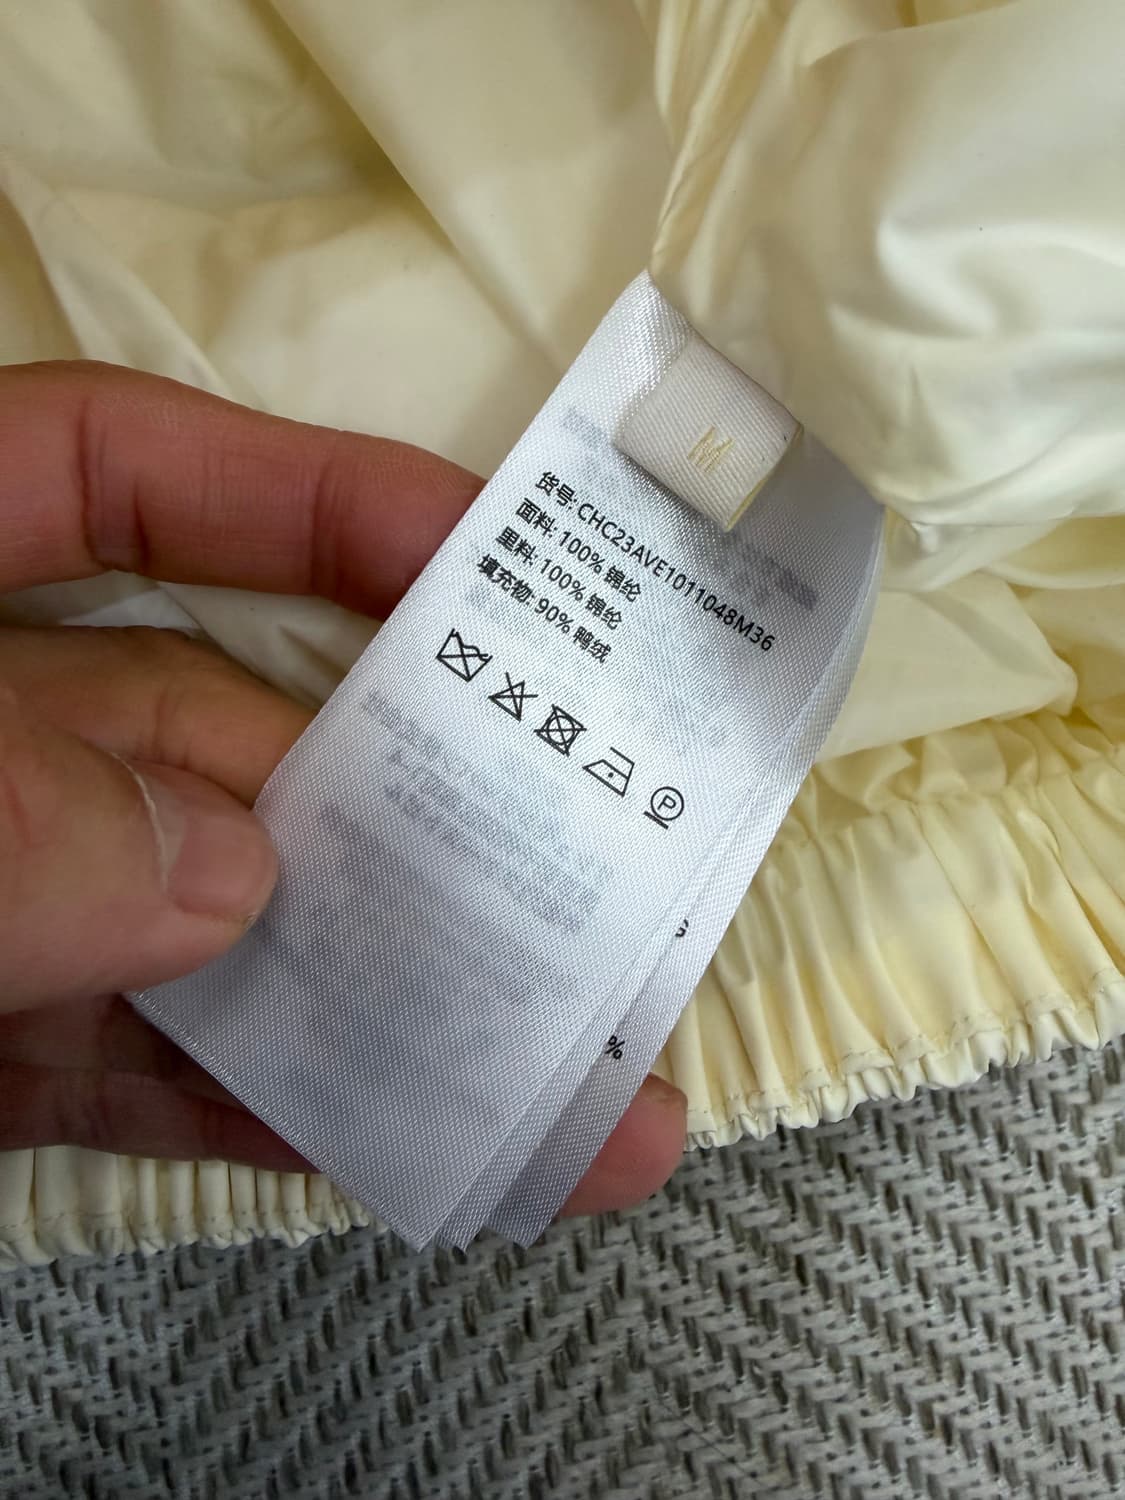 M
货号: CHC23AVE1011048M36
面料: 100% 锦纶
里料: 100% 锦纶
填充物: 90% 鸭绒
P
G
%